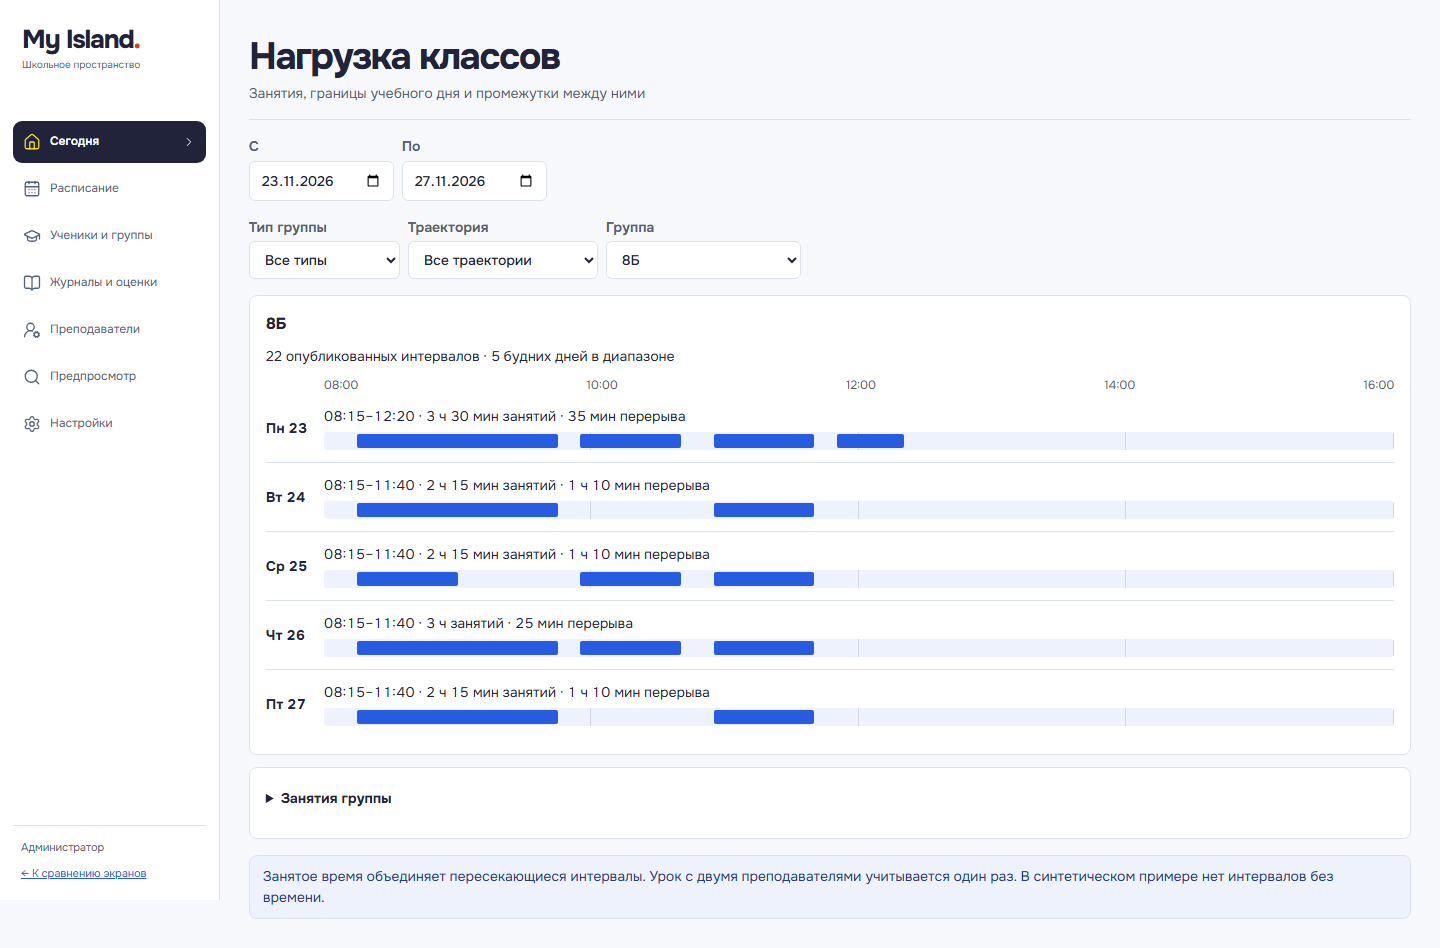 My Island.
Школьное пространство
Сегодня
Расписание
Ученики и группы
Журналы и оценки
Преподаватели
Предпросмотр
Настройки
Администратор
← К сравнению экранов
Нагрузка классов
Занятия, границы учебного дня и промежутки между ними
С По
23.11.2026 27.11.2026
Тип группы Траектория Группа
Все типы Все траектории 8Б
8Б
22 опубликованных интервалов · 5 будних дней в диапазоне
08:00 10:00 12:00 14:00 16:00
Пн 23 08:15–12:20 · 3 ч 30 мин занятий · 35 мин перерыва
Вт 24 08:15–11:40 · 2 ч 15 мин занятий · 1 ч 10 мин перерыва
Ср 25 08:15–11:40 · 2 ч 15 мин занятий · 1 ч 10 мин перерыва
Чт 26 08:15–11:40 · 3 ч занятий · 25 мин перерыва
Пт 27 08:15–11:40 · 2 ч 15 мин занятий · 1 ч 10 мин перерыва
Занятия группы
Занятое время объединяет пересекающиеся интервалы. Урок с двумя преподавателями учитывается один раз. В синтетическом примере нет интервалов без
времени.